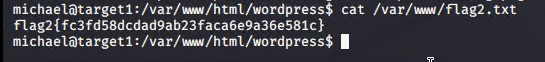 michael@target1:/var/www/html/wordpress$ cat /var/www/flag2.txt
flag2{fc3fd58dcdad9ab23faca6e9a36e581c}
michael@target1:/var/www/html/wordpress$